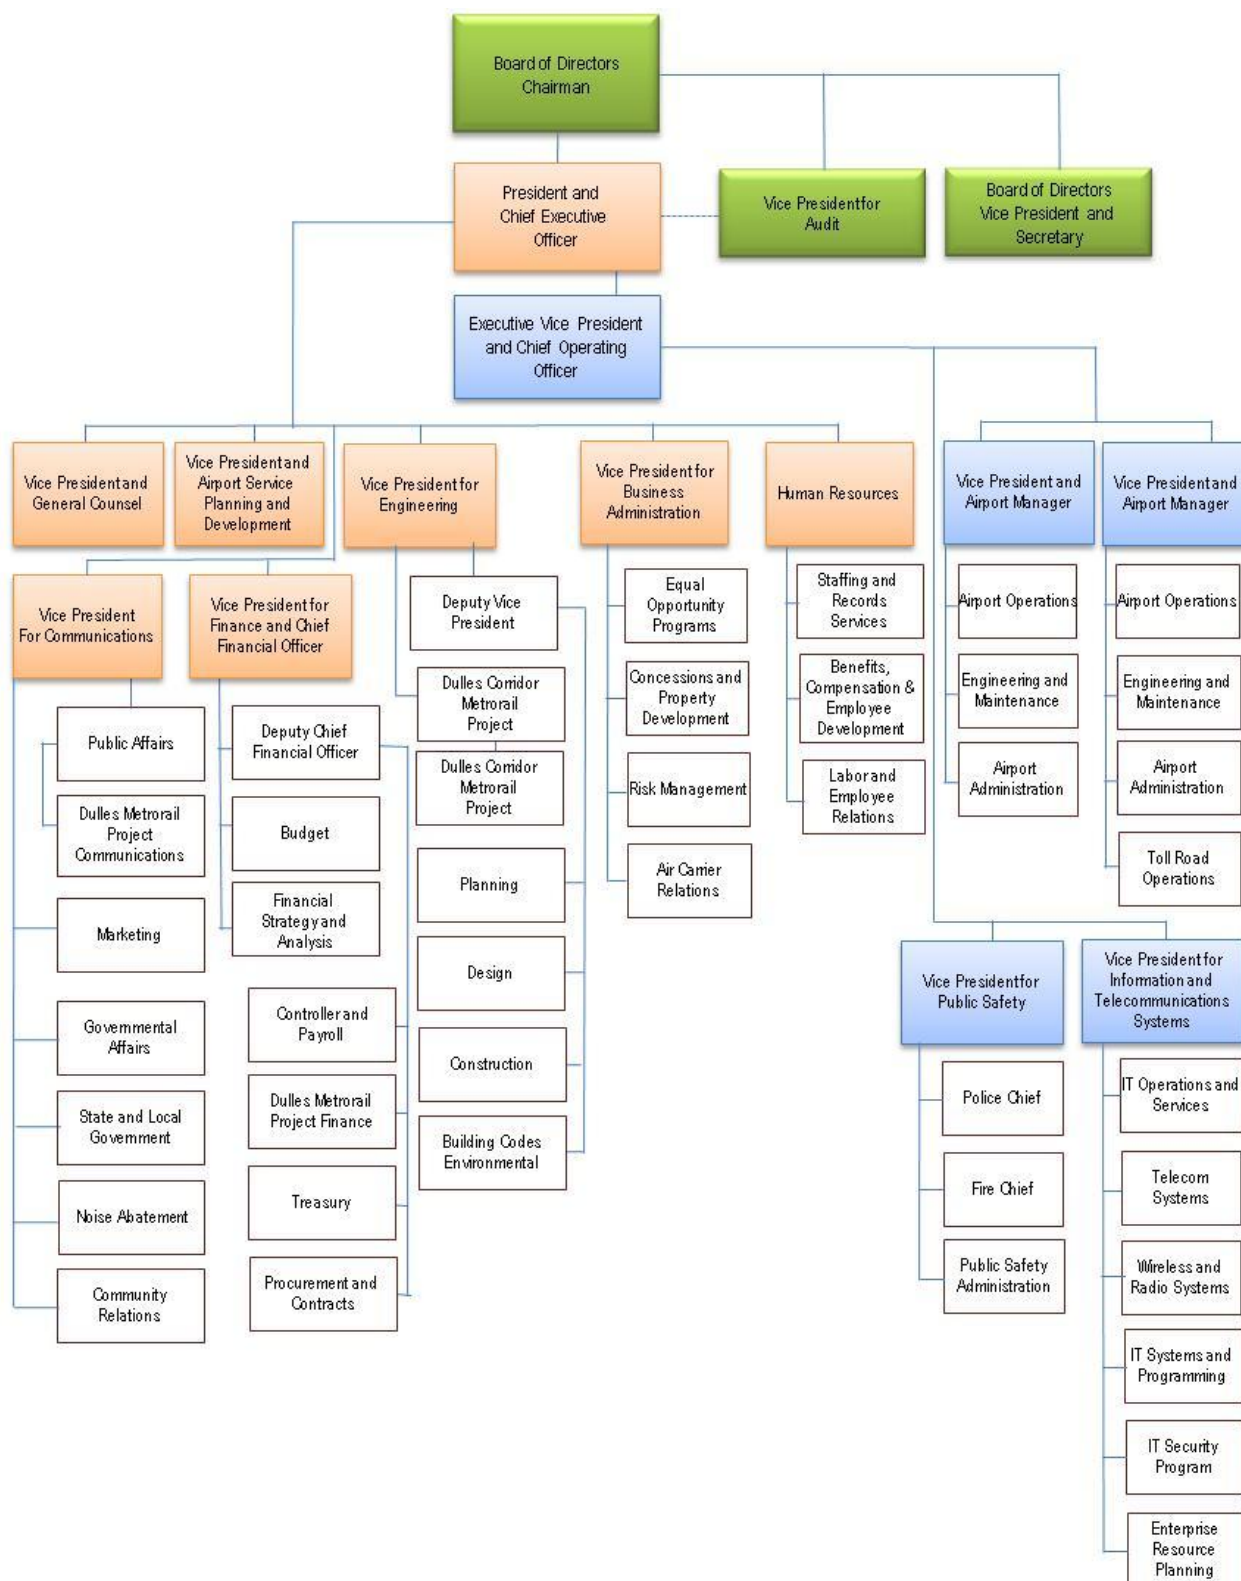 Board of Directors
Chairman
President and
Chief Executive
Officer
Vice President for
Audit
Board of Directors
Vice President and
Secretary
Executive Vice President
and Chief Operating
Officer
Vice President and
General Counsel
Vice President and
Airport Service
Planning and
Development
Vice President for
Engineering
Vice President for
Business
Administration
Human Resources
Vice President and
Airport Manager
Vice President and
Airport Manager
Vice President
For Communications
Vice President for
Finance and Chief
Financial Officer
Deputy Vice
President
Equal
Opportunity
Programs
Staffing and
Records
Services
Airport Operations
Airport Operations
Dulles Corridor
Metrorail
Project
Concessions and
Property
Development
Benefits,
Compensation &
Employee
Development
Engineering and
Maintenance
Engineering and
Maintenance
Public Affairs
Deputy Chief
Financial Officer
Dulles Corridor
Metrorail
Project
Risk Management
Labor and
Employee
Relations
Airport
Administration
Airport
Administration
Dulles Metrorail
Project
Communications
Budget
Planning
Air Carrier
Relations
Toll Road
Operations
Marketing
Financial
Strategy and
Analysis
Design
Vice President for
Public Safety
Vice President for
Information and
Telecommunications
Systems
Governmental
Affairs
Controller and
Payroll
Construction
Police Chief
IT Operations and
Services
State and Local
Government
Dulles Metrorail
Project Finance
Building Codes
Environmental
Fire Chief
Telecom
Systems
Noise Abatement
Treasury
Public Safety
Administration
Wireless and
Radio Systems
Community
Relations
Procurement and
Contracts
IT Systems and
Programming
IT Security
Program
Enterprise
Resource
Planning